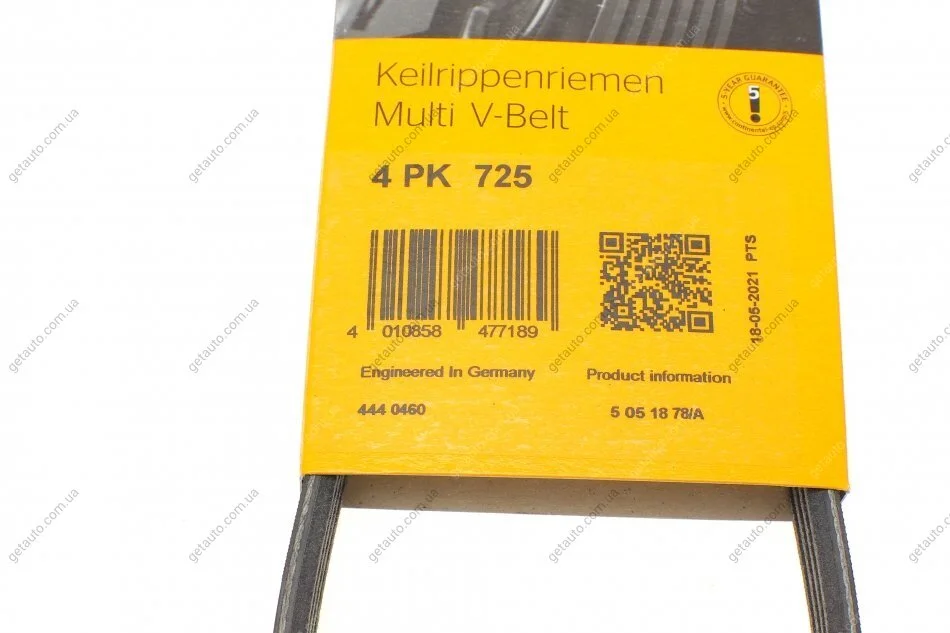 Keilrippenriemen
Multi V-Belt
5 YEAR GUARANTEE
5
4 PK 725
18-05-2021 PTS
4 010858 477189
Engineered In Germany
Product information
444 0460
5 05 18 78/A
getauto.com.ua